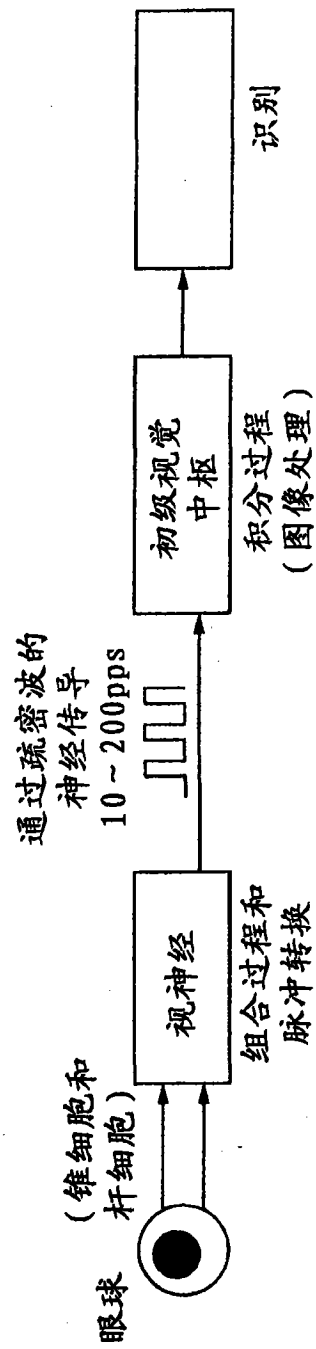 眼球
(锥细胞和
杆细胞)
视神经
组合过程和
脉冲转换
通过疏密波的
神经传导
10～200pps
初级视觉
中枢
积分过程
(图像处理)
识别